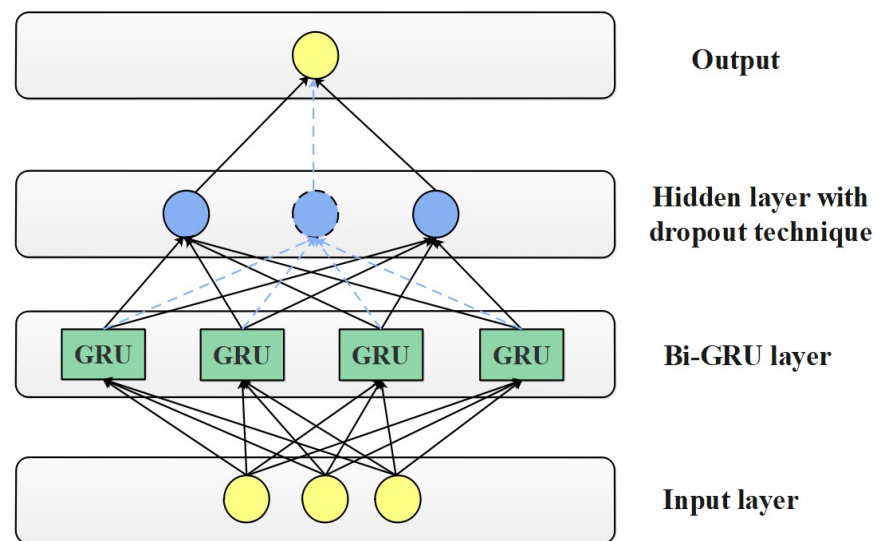 Output
Hidden layer with
dropout technique
GRU GRU GRU GRU
Bi-GRU layer
Input layer